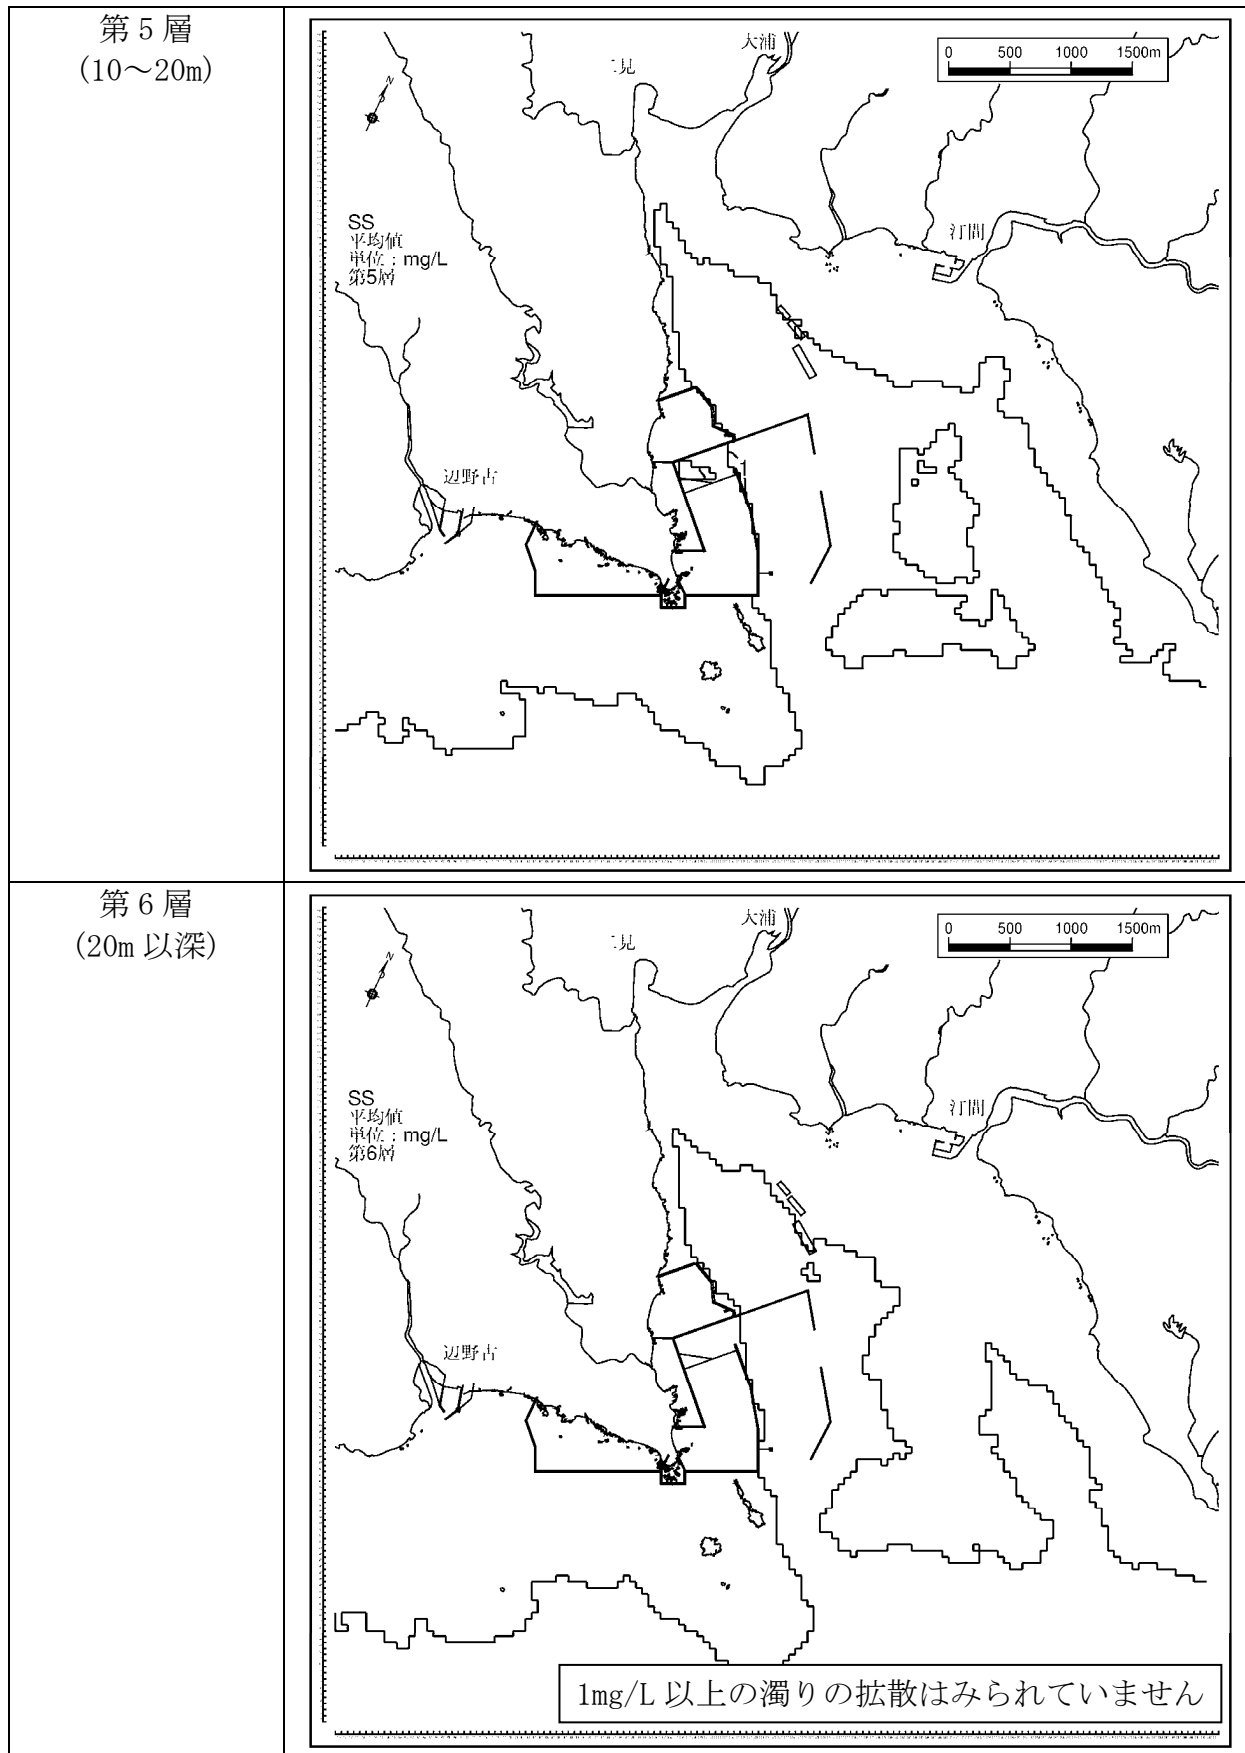 第5層
(10～20m)
大浦
二見
0 500 1000 1500m
N
SS
平均値
単位：mg/L
第5層
汀間
辺野古
1
第6層
(20m以深)
大浦
二見
0 500 1000 1500m
N
SS
平均値
単位：mg/L
第6層
汀間
辺野古
1mg/L以上の濁りの拡散はみられていません